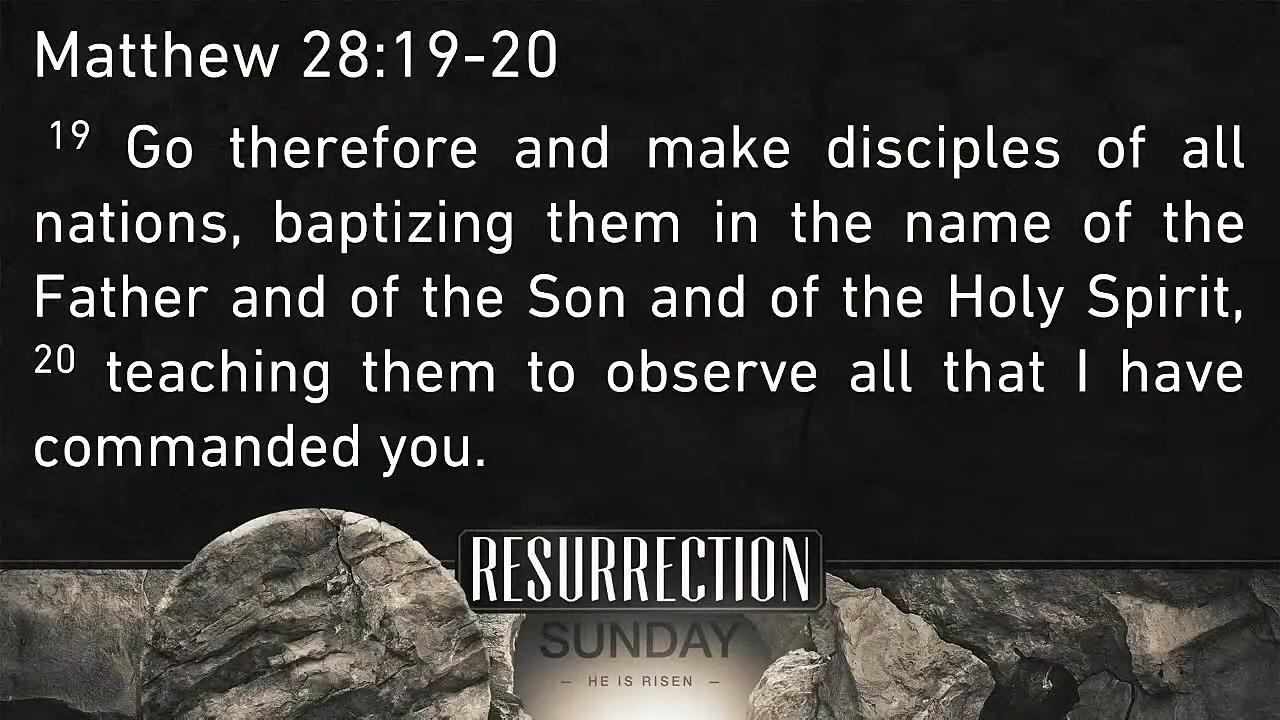 Matthew 28:19-20
19 Go therefore and make disciples of all
nations, baptizing them in the name of the
Father and of the Son and of the Holy Spirit,
20 teaching them to observe all that I have
commanded you.
RESURRECTION
SUNDAY
– HE IS RISEN –